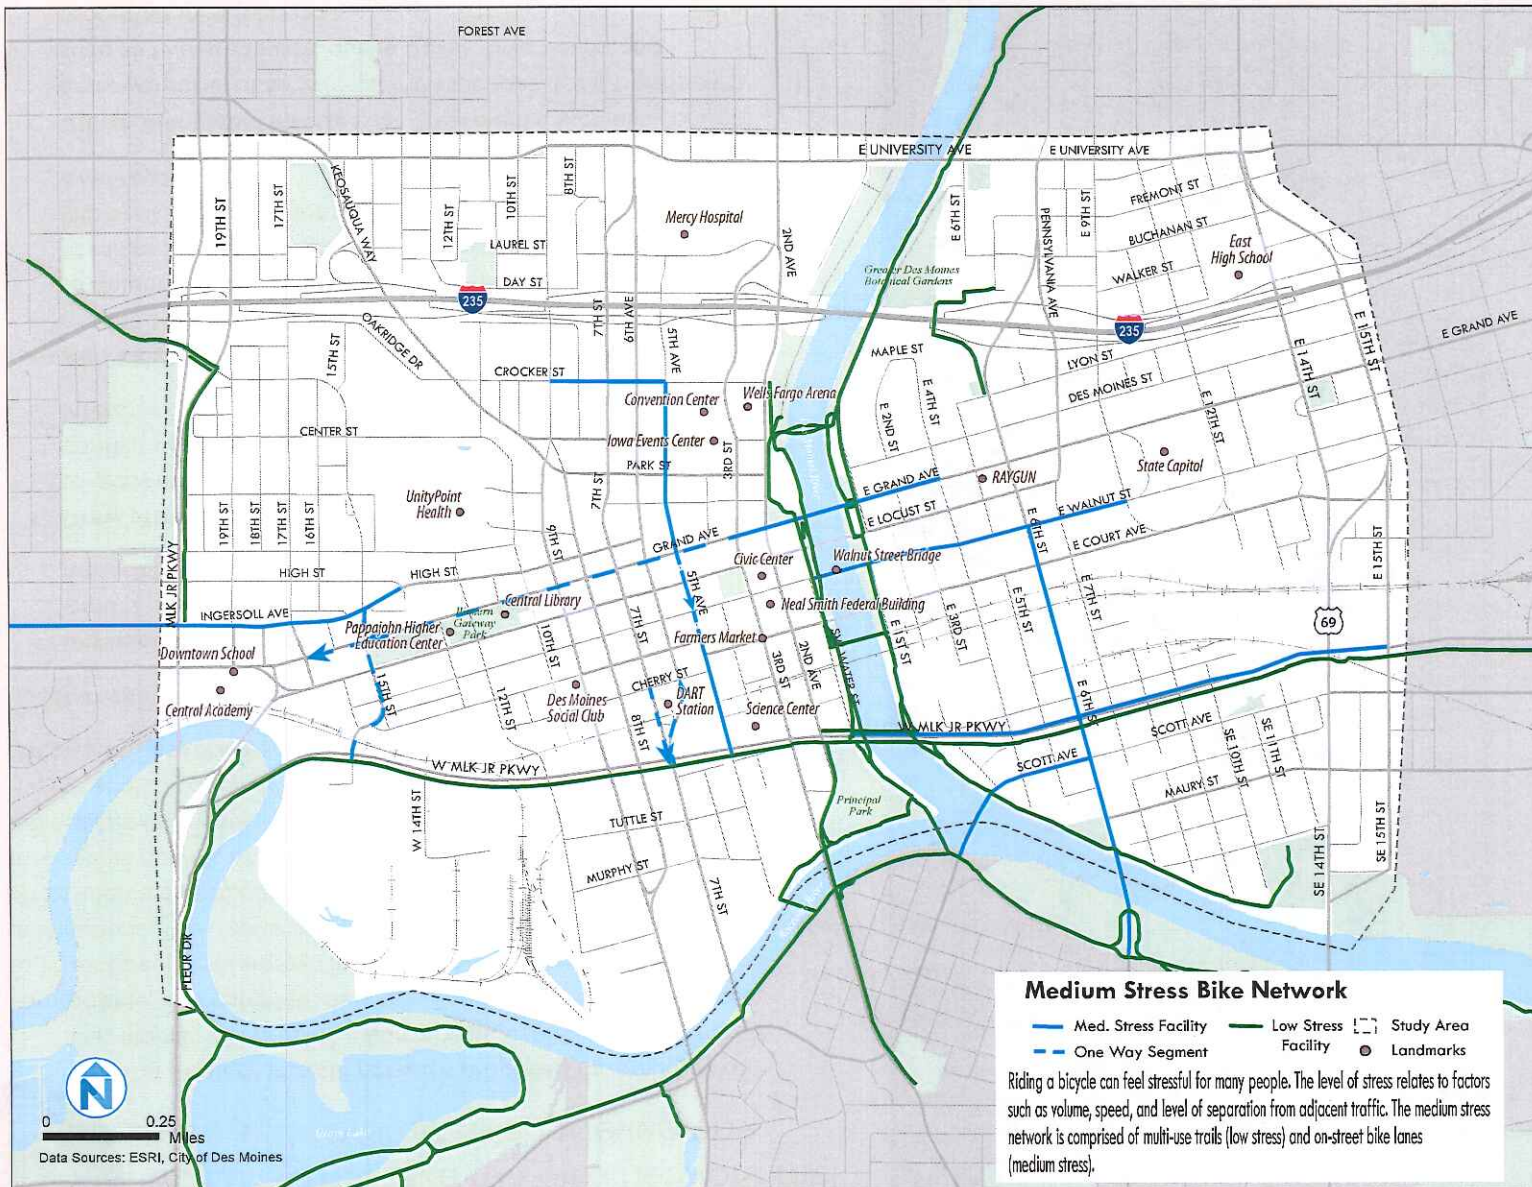 FOREST AVE
E UNIVERSITY AVE
E UNIVERSITY AVE
19TH ST
17TH ST
KEOSAUQUA WAY
12TH ST
10TH ST
8TH ST
LAUREL ST
DAY ST
Mercy Hospital
2ND AVE
E 6TH ST
PENNSYLVANIA AVE
E 9TH ST
FREMONT ST
BUCHANAN ST
WALKER ST
East
High School
Greater Des Moines
Botanical Gardens
235
235
7TH ST
6TH AVE
5TH AVE
OAKRIDGE DR
15TH ST
CROCKER ST
MAPLE ST
LYON ST
DES MOINES ST
E 14TH ST
E 15TH ST
E GRAND AVE
Convention Center
Wells Fargo Arena
Iowa Events Center
CENTER ST
PARK ST
3RD ST
E 2ND ST
E 4TH ST
E 12TH ST
State Capitol
RAYGUN
E GRAND AVE
E LOCUST ST
E WALNUT ST
E COURT AVE
UnityPoint
Health
19TH ST
18TH ST
17TH ST
16TH ST
9TH ST
7TH ST
GRAND AVE
HIGH ST
HIGH ST
Civic Center
Walnut Street Bridge
E 6TH ST
E 15TH ST
MLK JR PKWY
INGERSOLL AVE
Pappajohn Higher
Education Center
Gateway
Park
Central Library
5TH AVE
Neal Smith Federal Building
Farmers Market
7TH ST
10TH ST
E 1ST ST
E 3RD ST
E 5TH ST
E 7TH ST
69
Downtown School
Central Academy
15TH ST
12TH ST
Des Moines
Social Club
CHERRY ST
8TH ST
DART
Station
Science Center
3RD ST
2ND AVE
SW WATER ST
W MLK JR PKWY
W MLK JR PKWY
E 6TH ST
SCOTT AVE
SCOTT AVE
SE 10TH ST
SE 11TH ST
MAURY ST
W 14TH ST
TUTTLE ST
MURPHY ST
7TH ST
Principal
Park
SE 14TH ST
SE 15TH ST
FLEUR DR
N
0 0.25
Miles
Data Sources: ESRI, City of Des Moines
Medium Stress Bike Network
Med. Stress Facility
One Way Segment
Low Stress
Facility
Study Area
Landmarks
Riding a bicycle can feel stressful for many people. The level of stress relates to factors
such as volume, speed, and level of separation from adjacent traffic. The medium stress
network is comprised of multi-use trails (low stress) and on-street bike lanes
(medium stress).